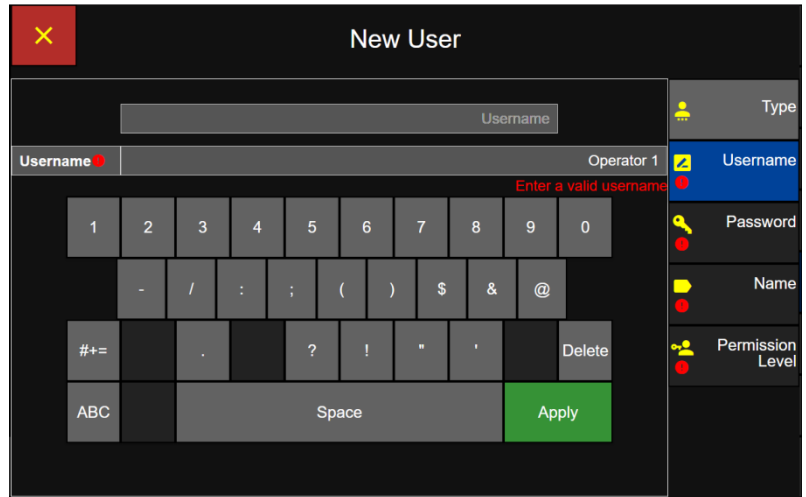 × New User
Username
Username! Operator 1
Enter a valid username
1 2 3 4 5 6 7 8 9 0
- / : ; ( ) $ & @
#+= . ? ! " ' Delete
ABC Space Apply
Type
Username
!
Password
!
Name
!
Permission
Level
!